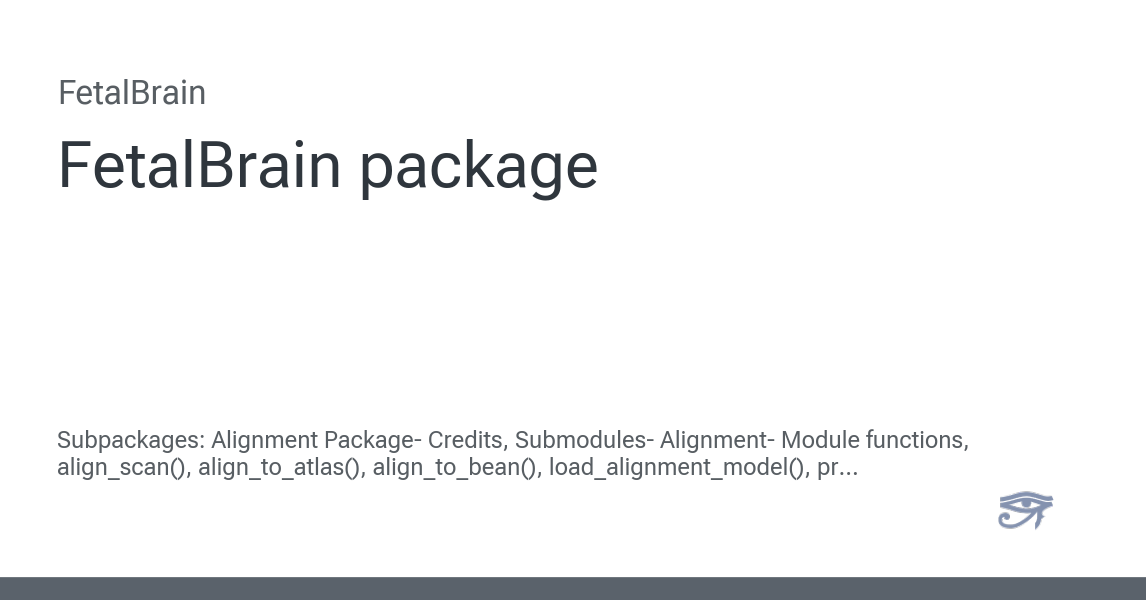 FetalBrain
FetalBrain package
Subpackages: Alignment Package- Credits, Submodules- Alignment- Module functions,
align_scan(), align_to_atlas(), align_to_bean(), load_alignment_model(), pr...